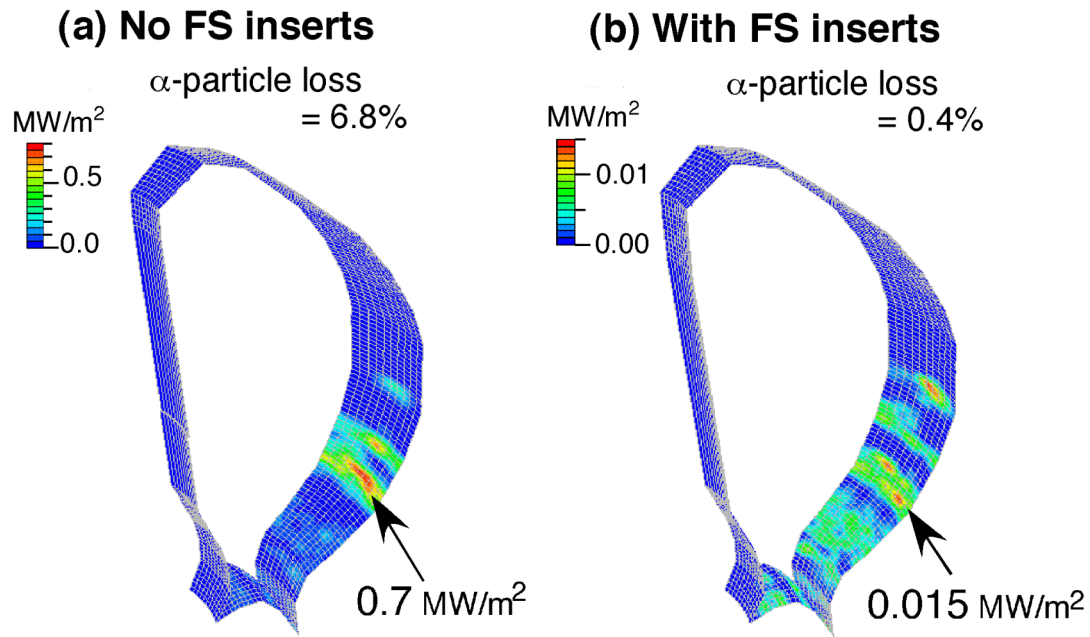 (a) No FS inserts
α-particle loss
= 6.8%
MW/m²
0.5
0.0
0.7 MW/m²
(b) With FS inserts
α-particle loss
= 0.4%
MW/m²
0.01
0.00
0.015 MW/m²